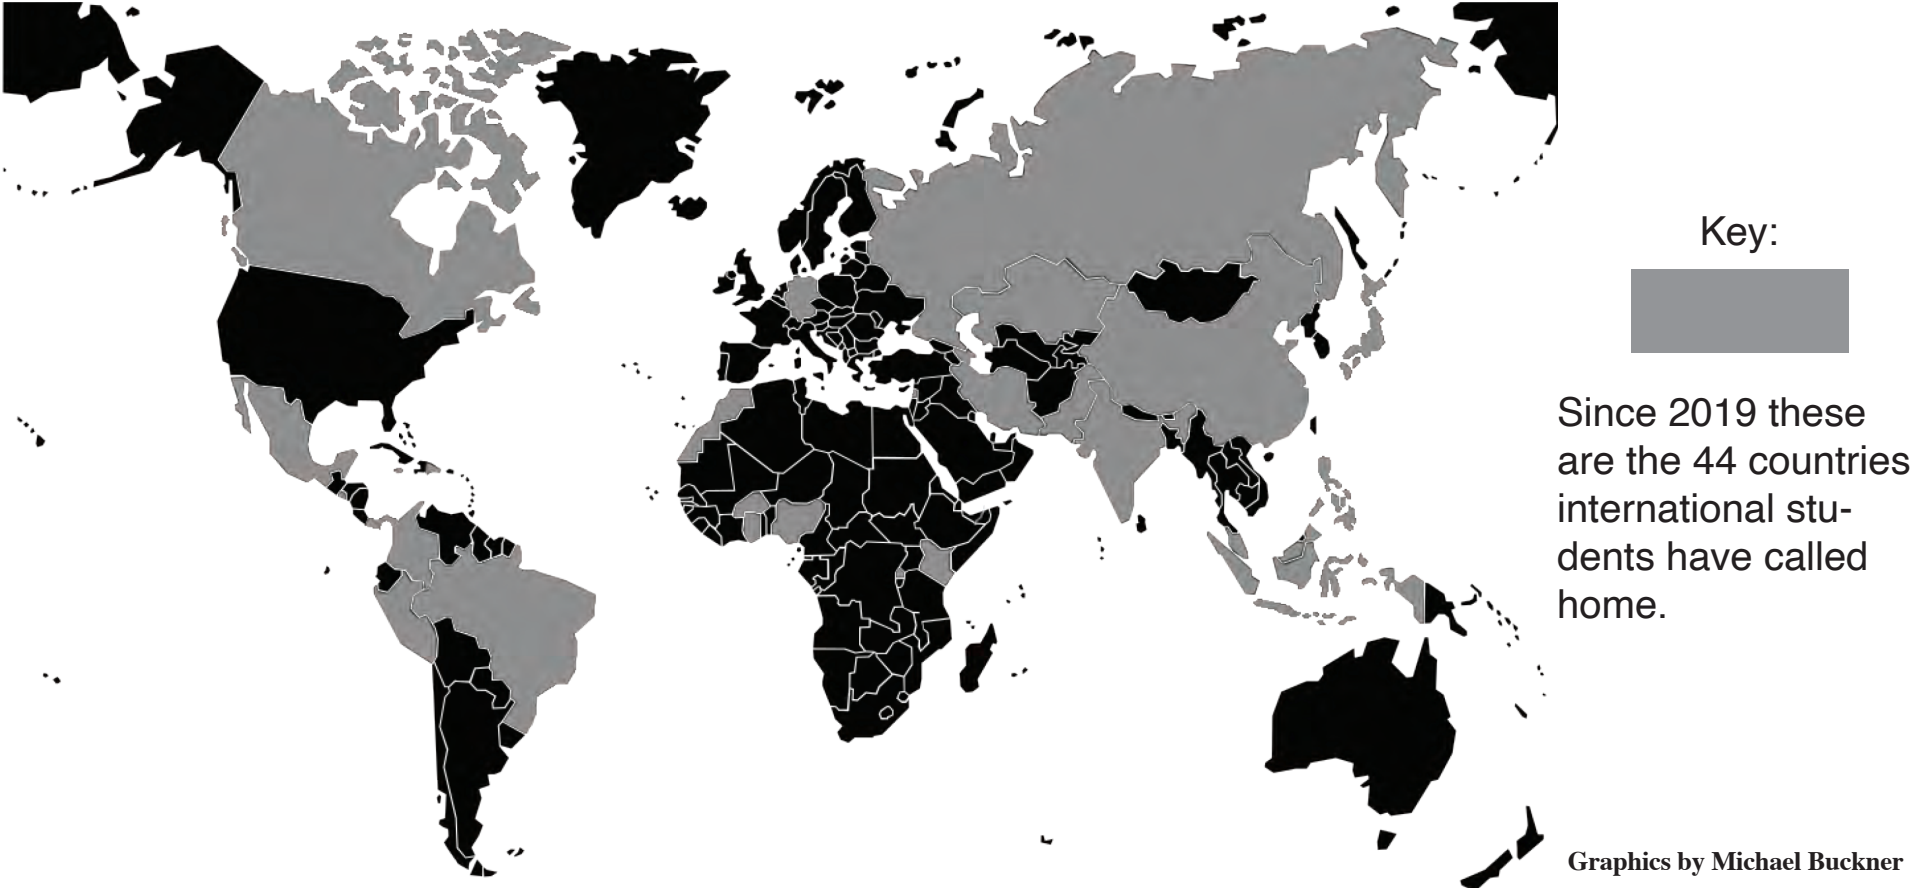 Key:
Since 2019 these
are the 44 countries
international stu-
dents have called
home.
Graphics by Michael Buckner